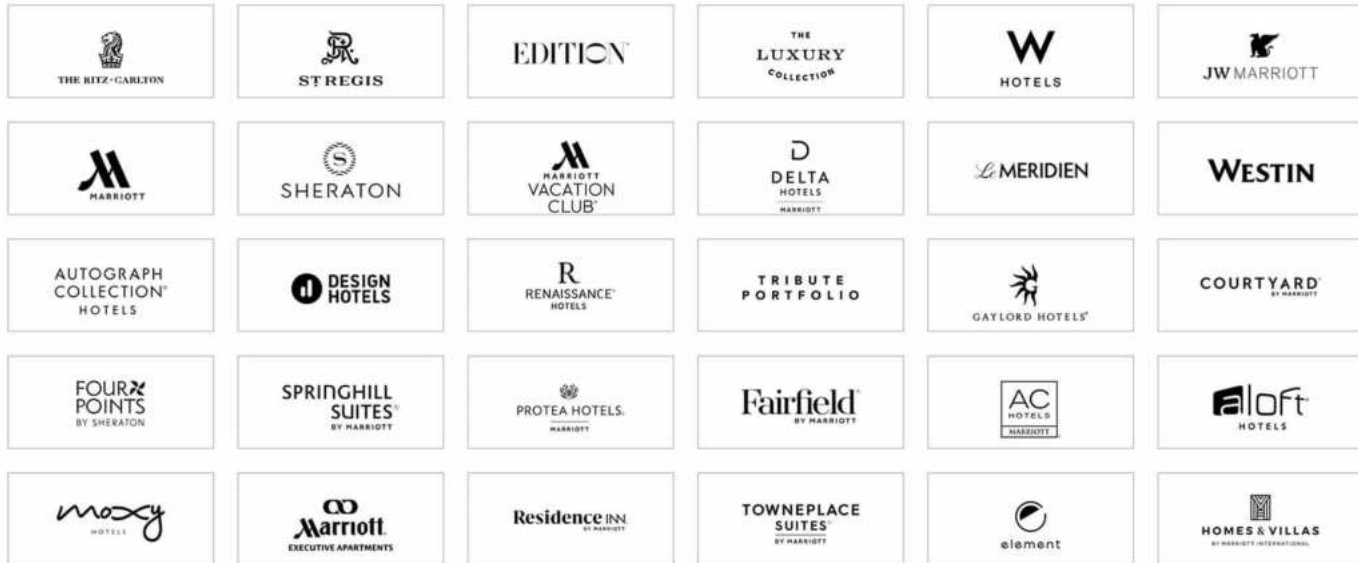 THE RITZ-CARLTON
ST REGIS
EDITION™
THE
LUXURY
COLLECTION
W
HOTELS
JW MARRIOTT
MARRIOTT
S
SHERATON
MARRIOTT
VACATION
CLUB®
D
DELTA
HOTELS
MARRIOTT
Le MERIDIEN
WESTIN
AUTOGRAPH
COLLECTION®
HOTELS
DESIGN
HOTELS
R
RENAISSANCE®
HOTELS
TRIBUTE
PORTFOLIO
GAYLORD HOTELS®
COURTYARD®
BY MARRIOTT
FOUR
POINTS
BY SHERATON
SPRINGHILL
SUITES®
BY MARRIOTT
PROTEA HOTELS®
MARRIOTT
Fairfield®
BY MARRIOTT
AC
HOTELS
MARRIOTT
aloft®
HOTELS
moxy
HOTELS
Marriott®
EXECUTIVE APARTMENTS
Residence INN®
BY MARRIOTT
TOWNEPLACE
SUITES®
BY MARRIOTT
element
HOMES & VILLAS
BY MARRIOTT INTERNATIONAL